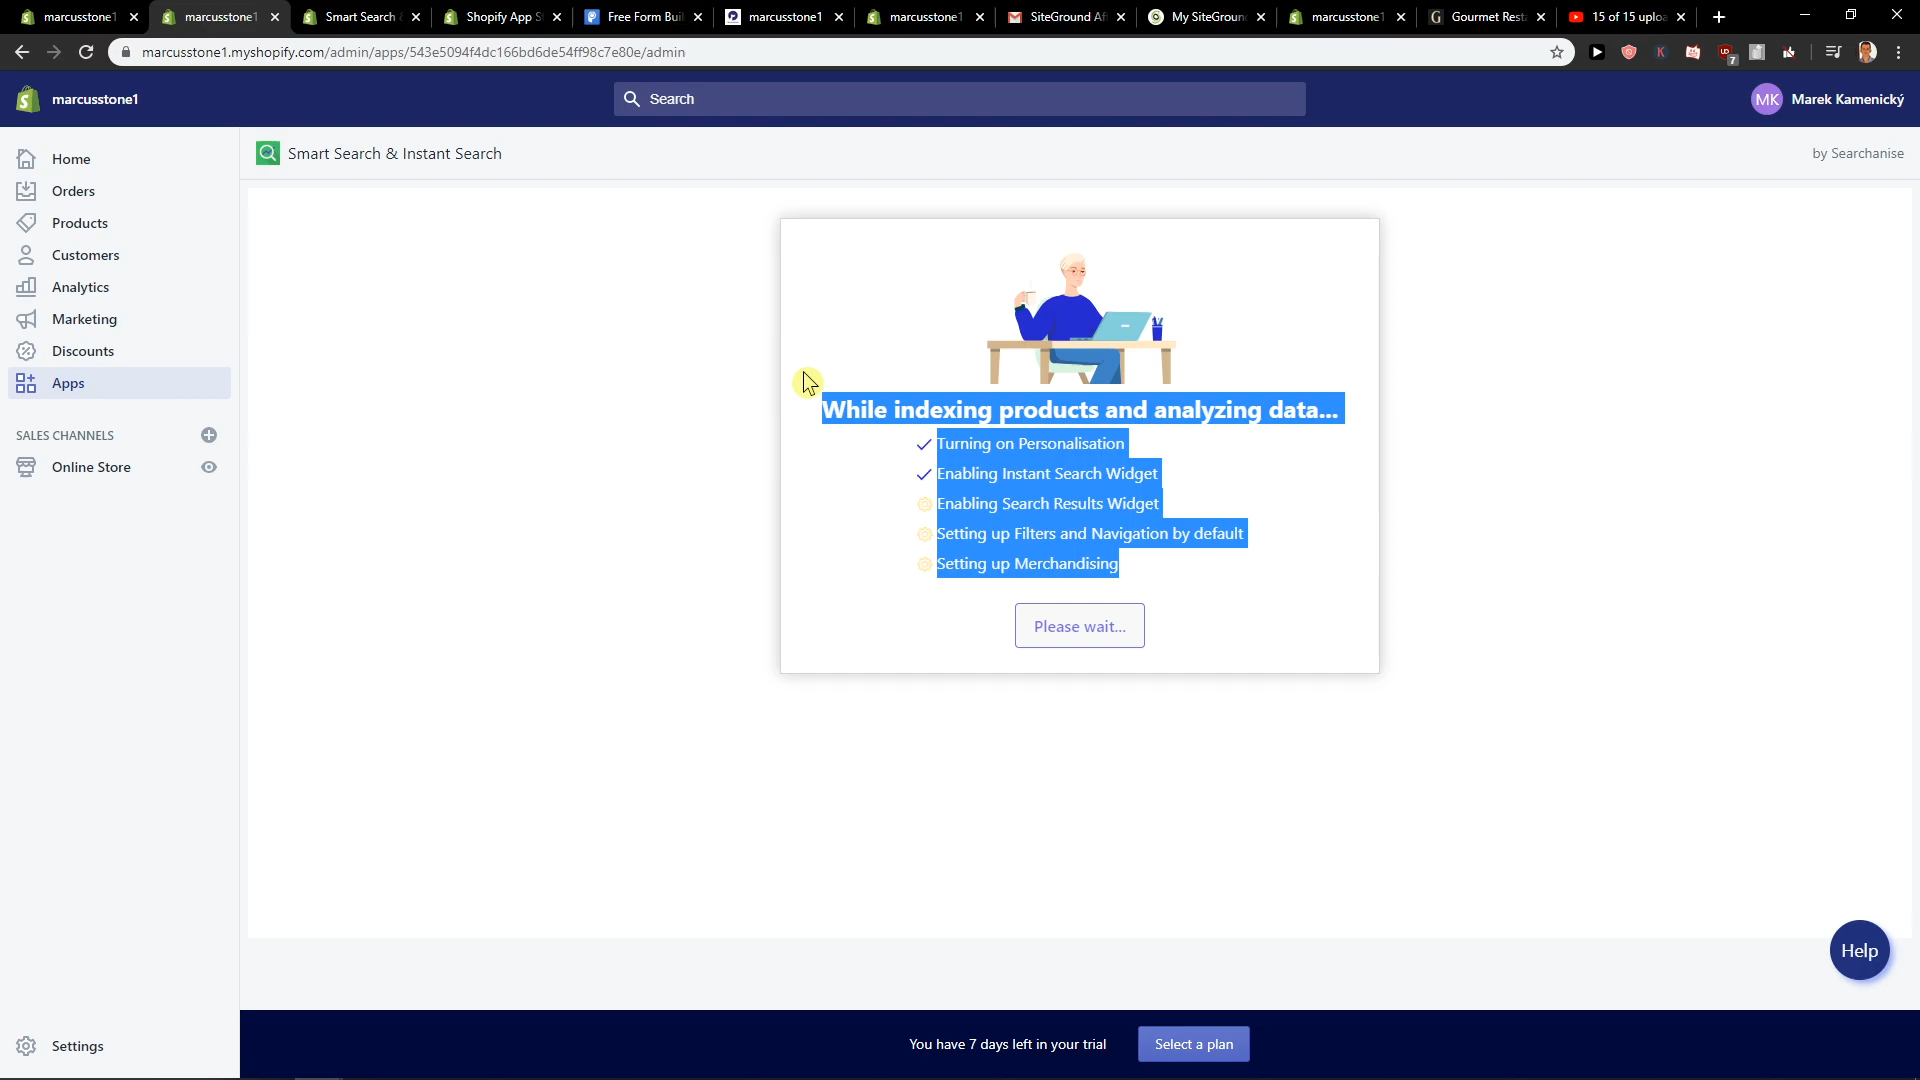 marcusstone1
marcusstone1
Smart Search
Shopify App S
Free Form Buil
marcusstone1
marcusstone1
SiteGround Af
My SiteGroun
marcusstone1
Gourmet Rest
15 of 15 uploa
marcusstone1.myshopify.com/admin/apps/543e5094f4dc166bd6de54ff98c7e80e/admin
7
marcusstone1
Search
MK
Marek Kamenický
Home
Orders
Products
Customers
Analytics
Marketing
Discounts
Apps
SALES CHANNELS
Online Store
Settings
Smart Search & Instant Search
by Searchanise
While indexing products and analyzing data...
Turning on Personalisation
Enabling Instant Search Widget
Enabling Search Results Widget
Setting up Filters and Navigation by default
Setting up Merchandising
Please wait...
Help
You have 7 days left in your trial
Select a plan